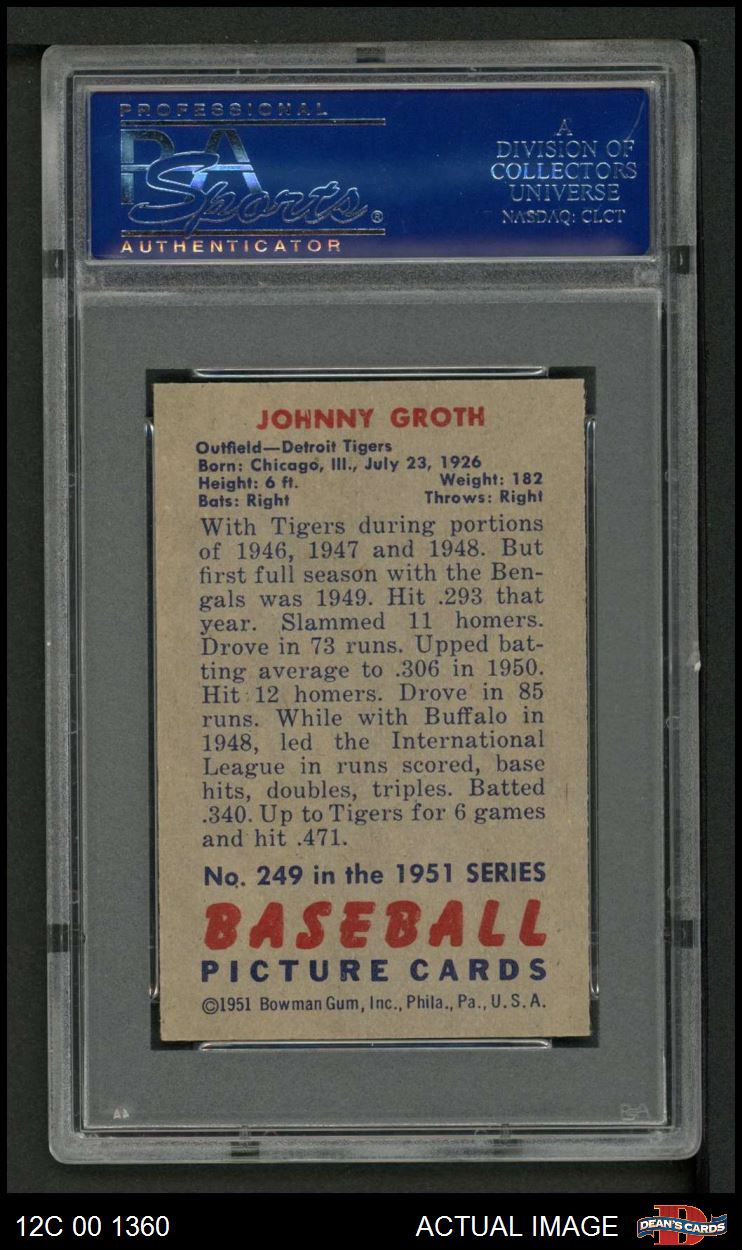 PROFESSIONAL
PSA
Sports®
AUTHENTICATOR
A
DIVISION OF
COLLECTORS
UNIVERSE
NASDAQ: CLCT
JOHNNY GROTH
Outfield—Detroit Tigers
Born: Chicago, Ill., July 23, 1926
Height: 6 ft. Weight: 182
Bats: Right Throws: Right
With Tigers during portions
of 1946, 1947 and 1948. But
first full season with the Ben-
gals was 1949. Hit .293 that
year. Slammed 11 homers.
Drove in 73 runs. Upped bat-
ting average to .306 in 1950.
Hit 12 homers. Drove in 85
runs. While with Buffalo in
1948, led the International
League in runs scored, base
hits, doubles, triples. Batted
.340. Up to Tigers for 6 games
and hit .471.
No. 249 in the 1951 SERIES
BASEBALL
PICTURE CARDS
©1951 Bowman Gum, Inc., Phila., Pa., U.S.A.
PSA
12C 00 1360 ACTUAL IMAGE
DEAN'S CARDS